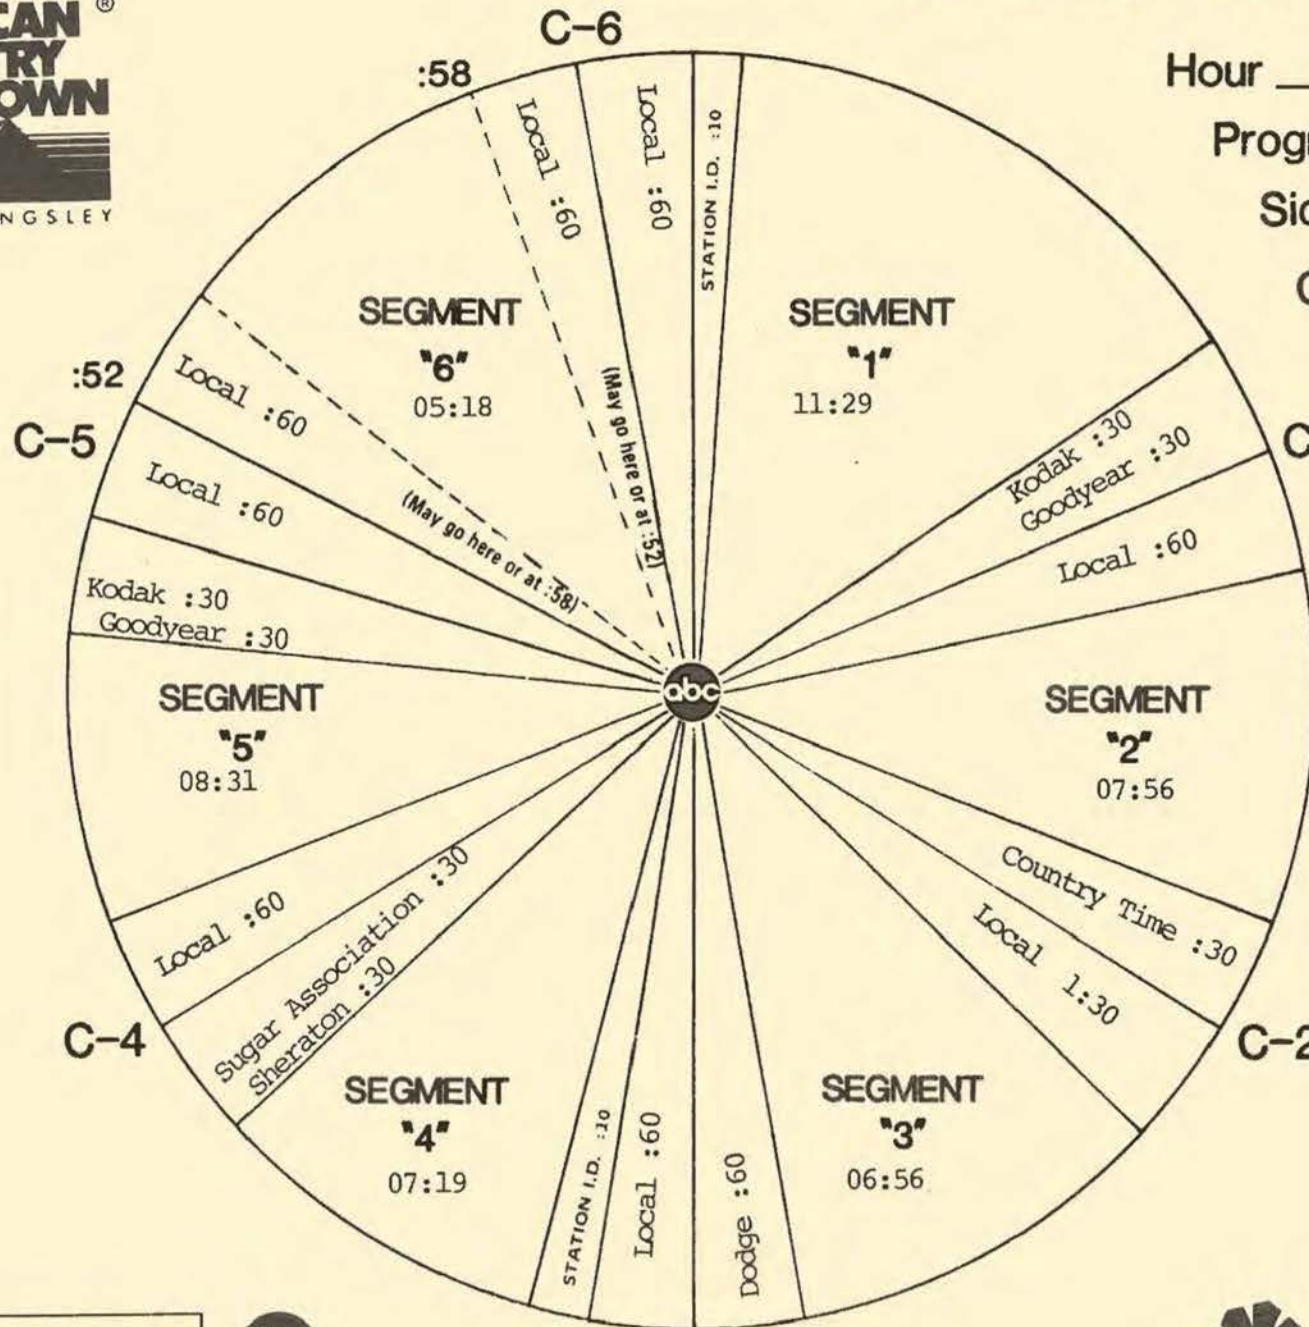 ®
TRY
C-6
:58
Hour
Local :60
Local :60
STATION I.D. :10
SEGMENT
"1"
11:29
Kodak :30
Goodyear :30
Local :60
SEGMENT
"2"
07:56
Country Time :30
Local 1:30
C-2
SEGMENT
"3"
06:56
Dodge :60
Local :60
STATION I.D. :10
SEGMENT
"4"
07:19
Sugar Association :30
Sheraton :30
C-4
Local :60
SEGMENT
"5"
08:31
Kodak :30
Goodyear :30
Local :60
C-5
:52
Local :60
(May go here or at :58)
SEGMENT
"6"
05:18
(May go here or at :52)
abc